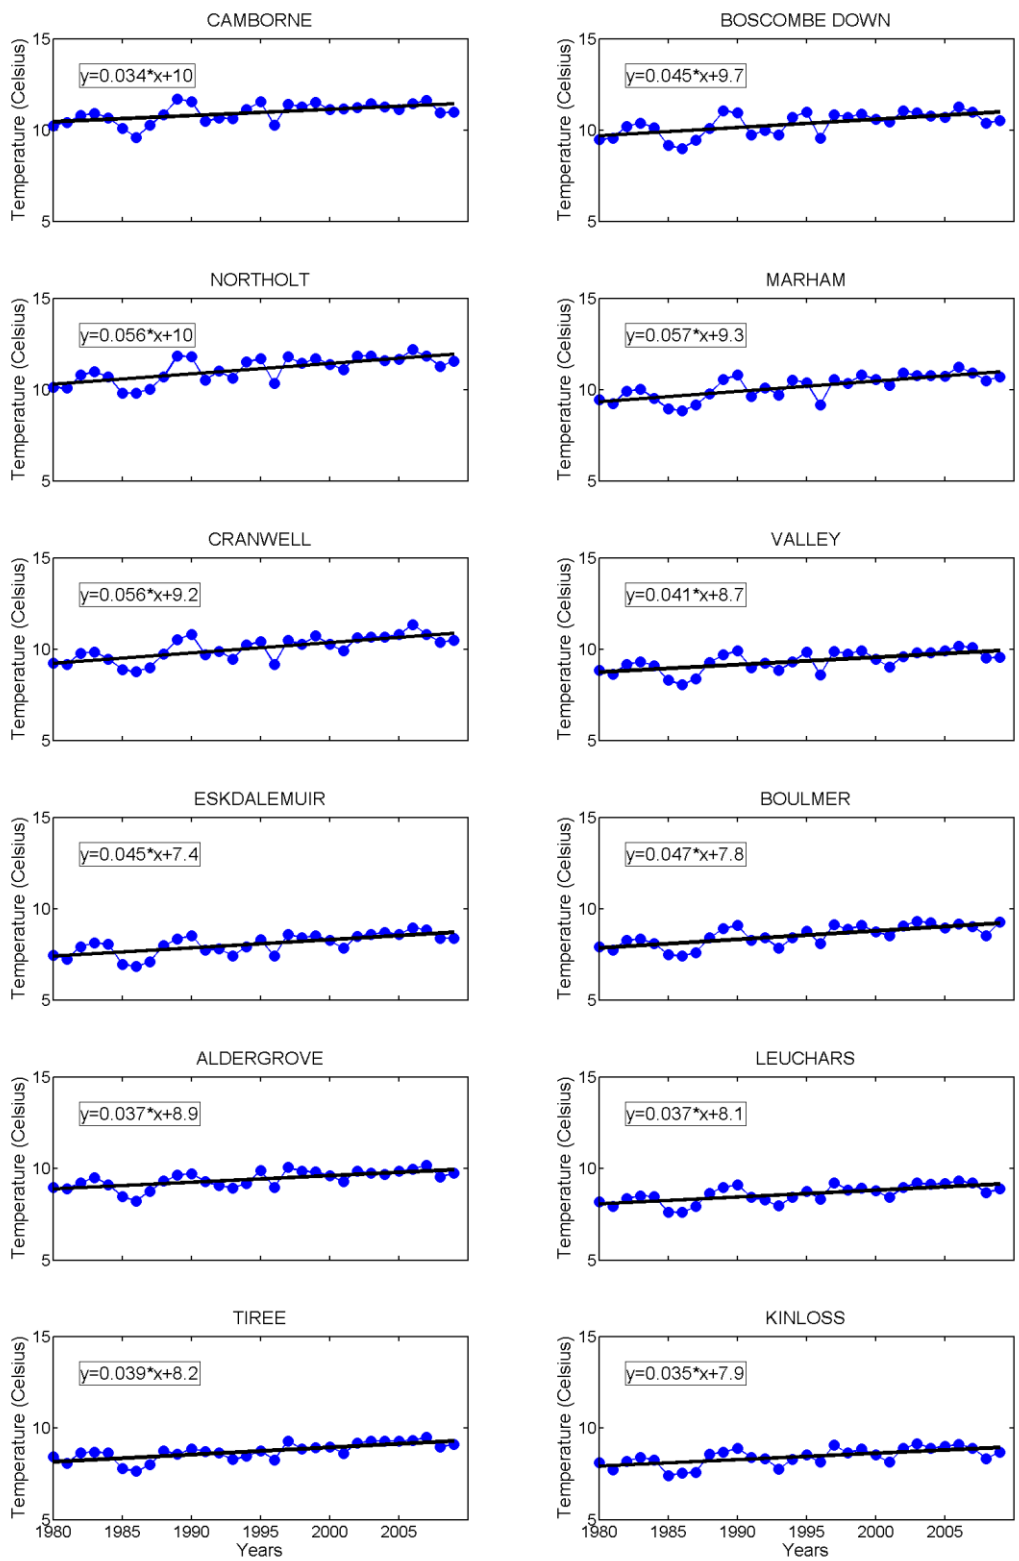 CAMBORNE
15
y=0.034*x+10
10
5
Temperature (Celsius)
BOSCOMBE DOWN
15
y=0.045*x+9.7
10
5
Temperature (Celsius)
NORTHOLT
15
y=0.056*x+10
10
5
Temperature (Celsius)
MARHAM
15
y=0.057*x+9.3
10
5
Temperature (Celsius)
CRANWELL
15
y=0.056*x+9.2
10
5
Temperature (Celsius)
VALLEY
15
y=0.041*x+8.7
10
5
Temperature (Celsius)
ESKDALEMUIR
15
y=0.045*x+7.4
10
5
Temperature (Celsius)
BOULMER
15
y=0.047*x+7.8
10
5
Temperature (Celsius)
ALDERGROVE
15
y=0.037*x+8.9
10
5
Temperature (Celsius)
LEUCHARS
15
y=0.037*x+8.1
10
5
Temperature (Celsius)
TIREE
15
y=0.039*x+8.2
10
5
Temperature (Celsius)
1980 1985 1990 1995 2000 2005
Years
KINLOSS
15
y=0.035*x+7.9
10
5
Temperature (Celsius)
1980 1985 1990 1995 2000 2005
Years